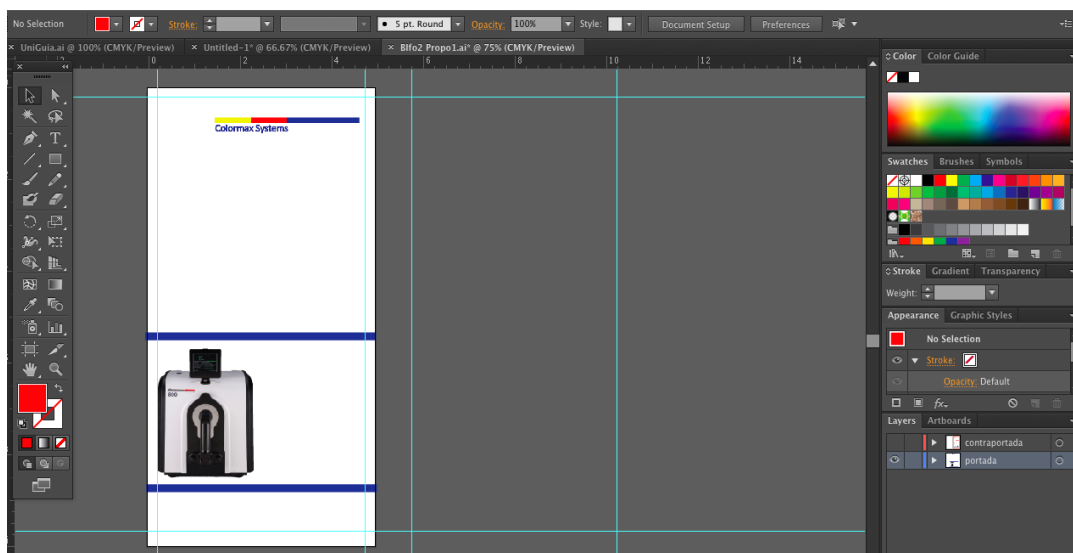 No Selection Stroke: 5 pt. Round Opacity: 100% Style: Document Setup Preferences
× UniGuia.ai @ 100% (CMYK/Preview) × Untitled-1* @ 66.67% (CMYK/Preview) × BIfo2 Propo1.ai* @ 75% (CMYK/Preview)
0 2 4 6 8 10 12 14
Color Color Guide
Colormax Systems
Swatches Brushes Symbols
Stroke Gradient Transparency
Weight:
Appearance Graphic Styles
No Selection
Stroke:
Opacity: Default
fx
800
Layers Artboards
contraportada
portada